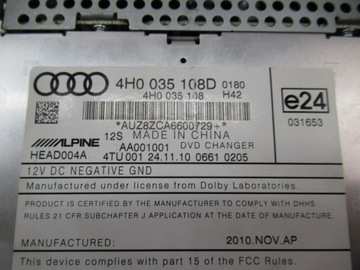 4H0 035 108D 0180
4H0 035 108 H42
e24
031653
*AUZ8ZCA6600729+*
12S MADE IN CHINA
ALPINE AA001001 DVD CHANGER
HEAD004A 4TU 001 24.11.10 0661 0205
12V DC NEGATIVE GND
Manufactured under license from Dolby Laboratories.
PRODUCT IS CERTIFIED BY THE MANUFACTURER TO COMPLY WITH DHHS
RULES 21 CFR SUBCHAPTER J APPLICATION AT THE DATE OF MANUFACTURE.
MANUFACTURED: 2010.NOV.AP
This device complies with part 15 of the FCC Rules.